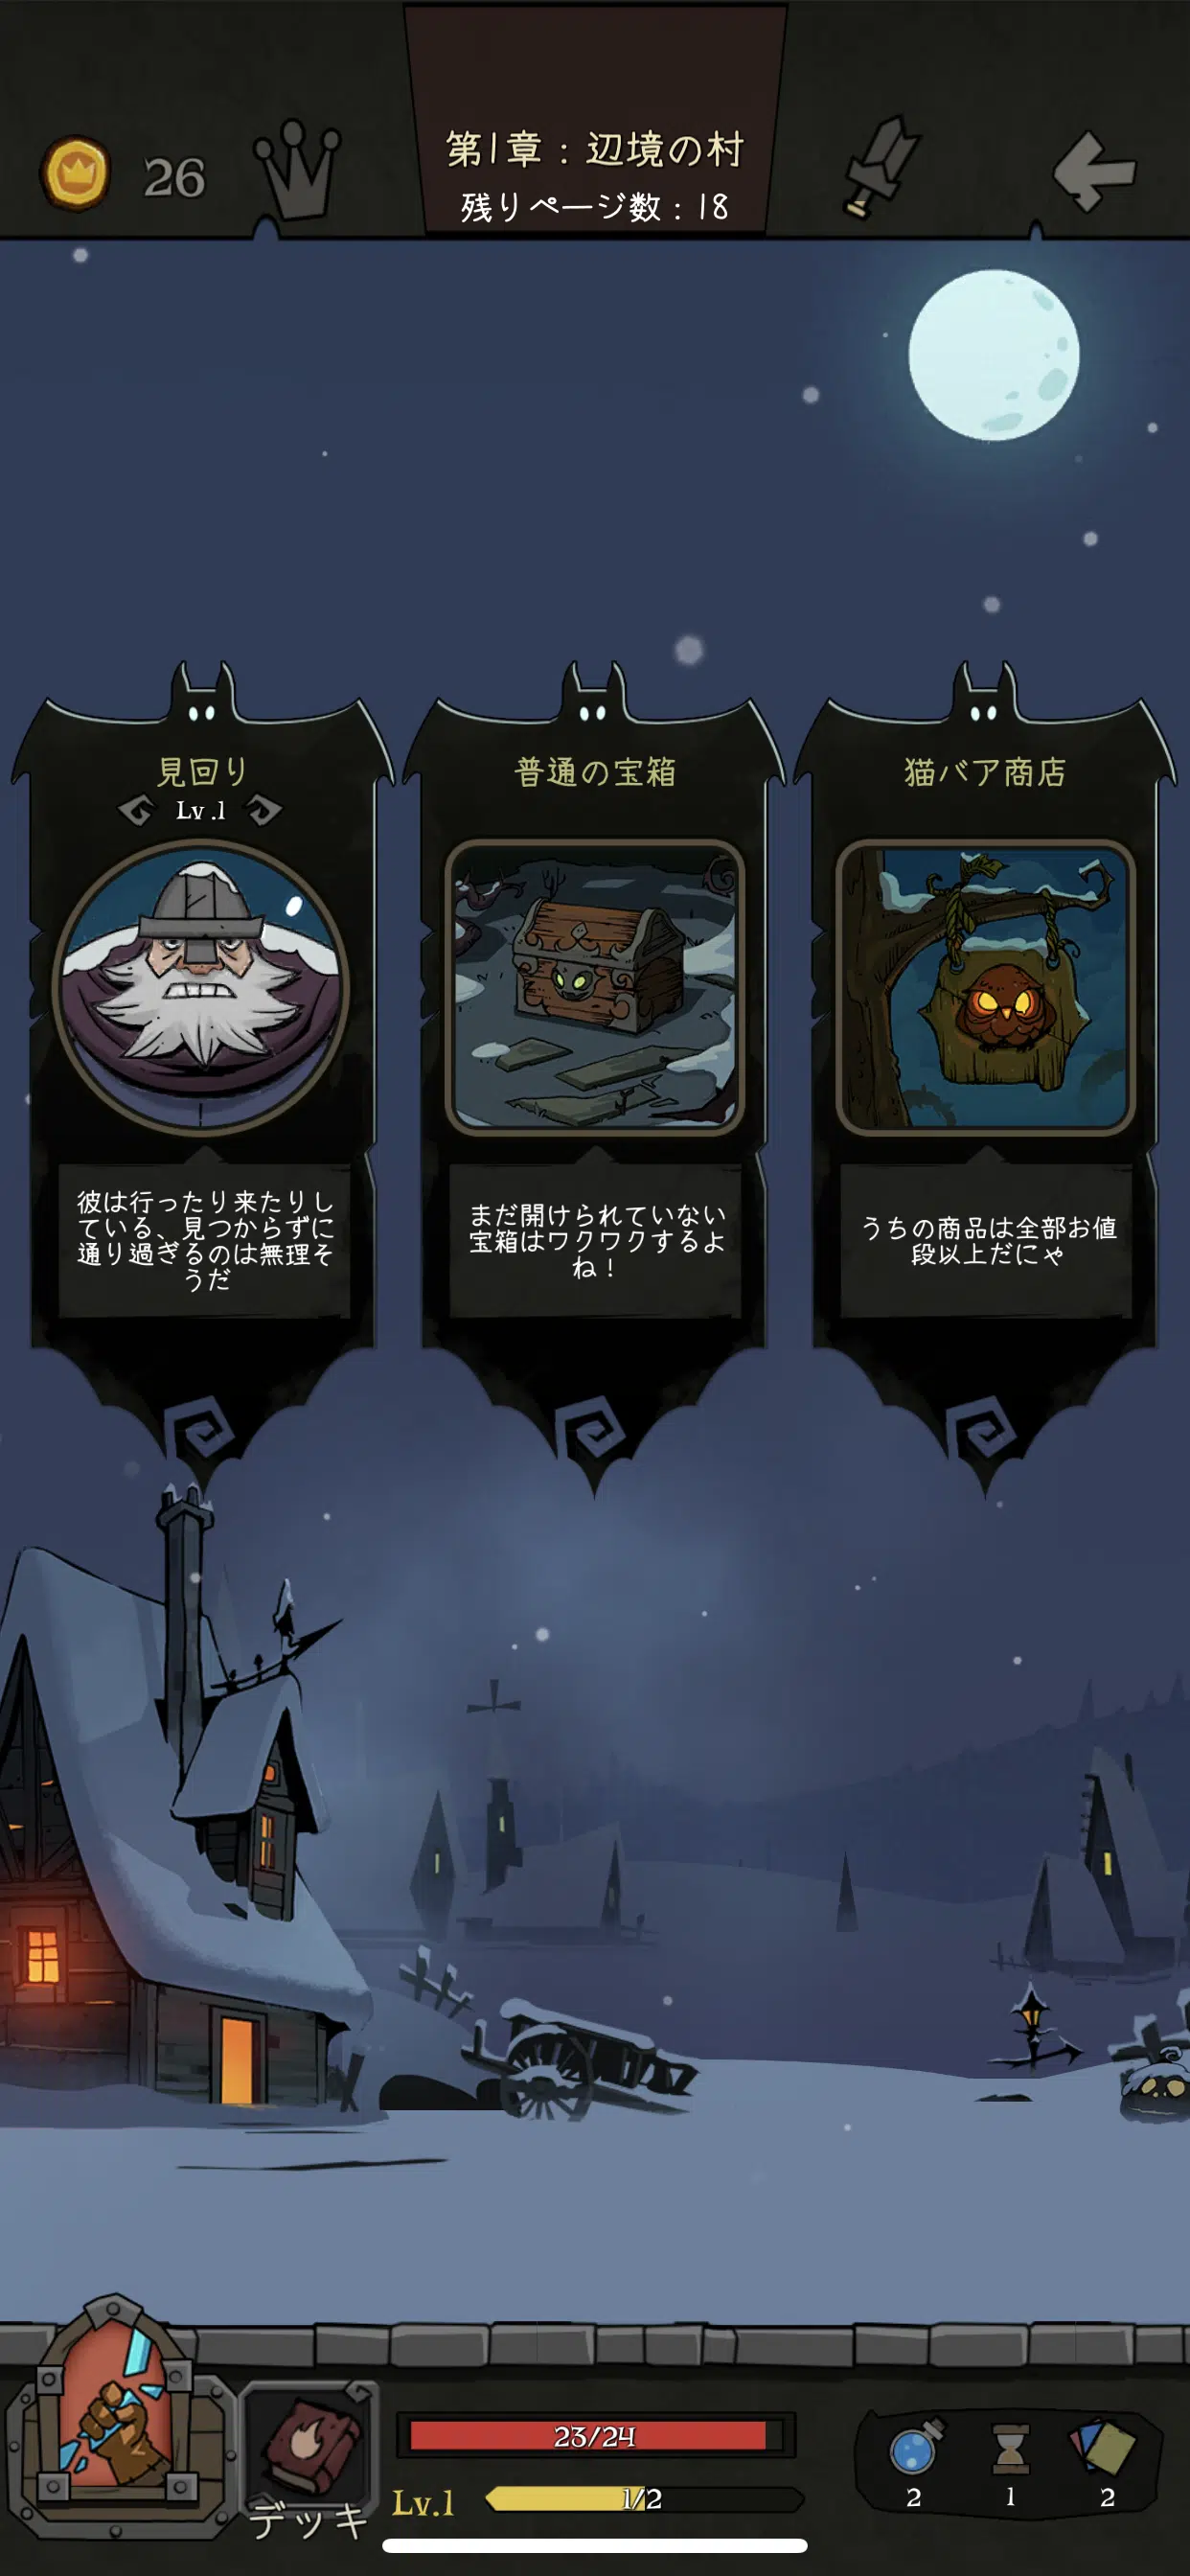 26
第1章：辺境の村
残りページ数：18
見回り
Lv.1
彼は行ったり来たりし
ている、見つからずに
通り過ぎるのは無理そ
うだ
普通の宝箱
まだ開けられていない
宝箱はワクワクするよ
ね！
猫バア商店
うちの商品は全部お値
段以上だにゃ
デッキ
23/24
Lv.1
1/2
2
1
2